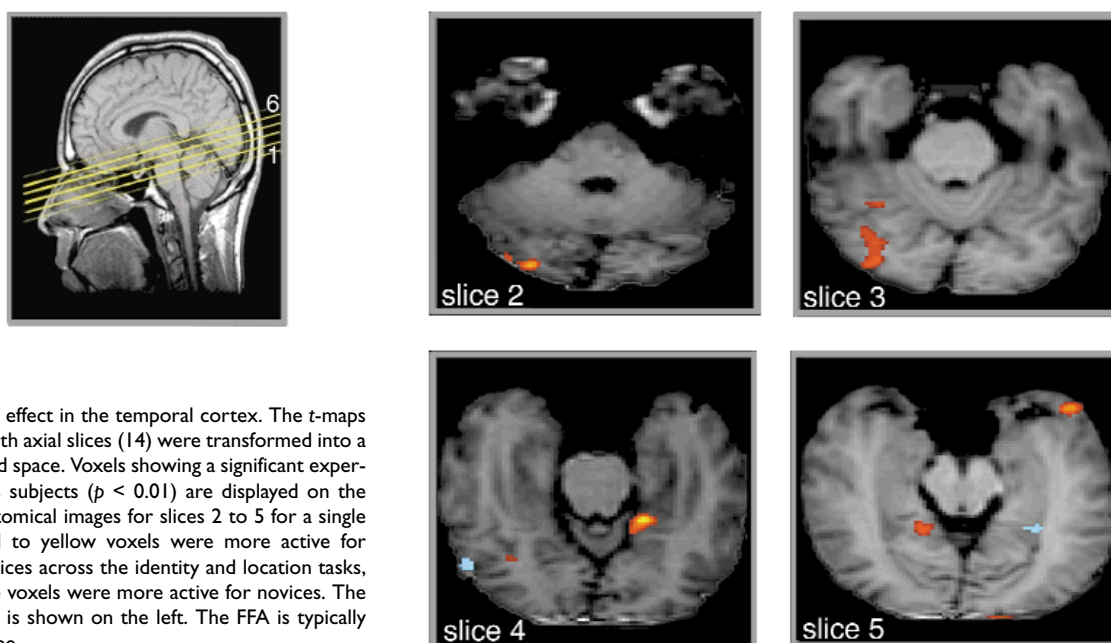 6
1
slice 2
slice 3
effect in the temporal cortex. The t-maps
th axial slices (14) were transformed into a
d space. Voxels showing a significant exper-
subjects (p < 0.01) are displayed on the
tomical images for slices 2 to 5 for a single
to yellow voxels were more active for
ices across the identity and location tasks,
voxels were more active for novices. The
is shown on the left. The FFA is typically
slice 4
slice 5